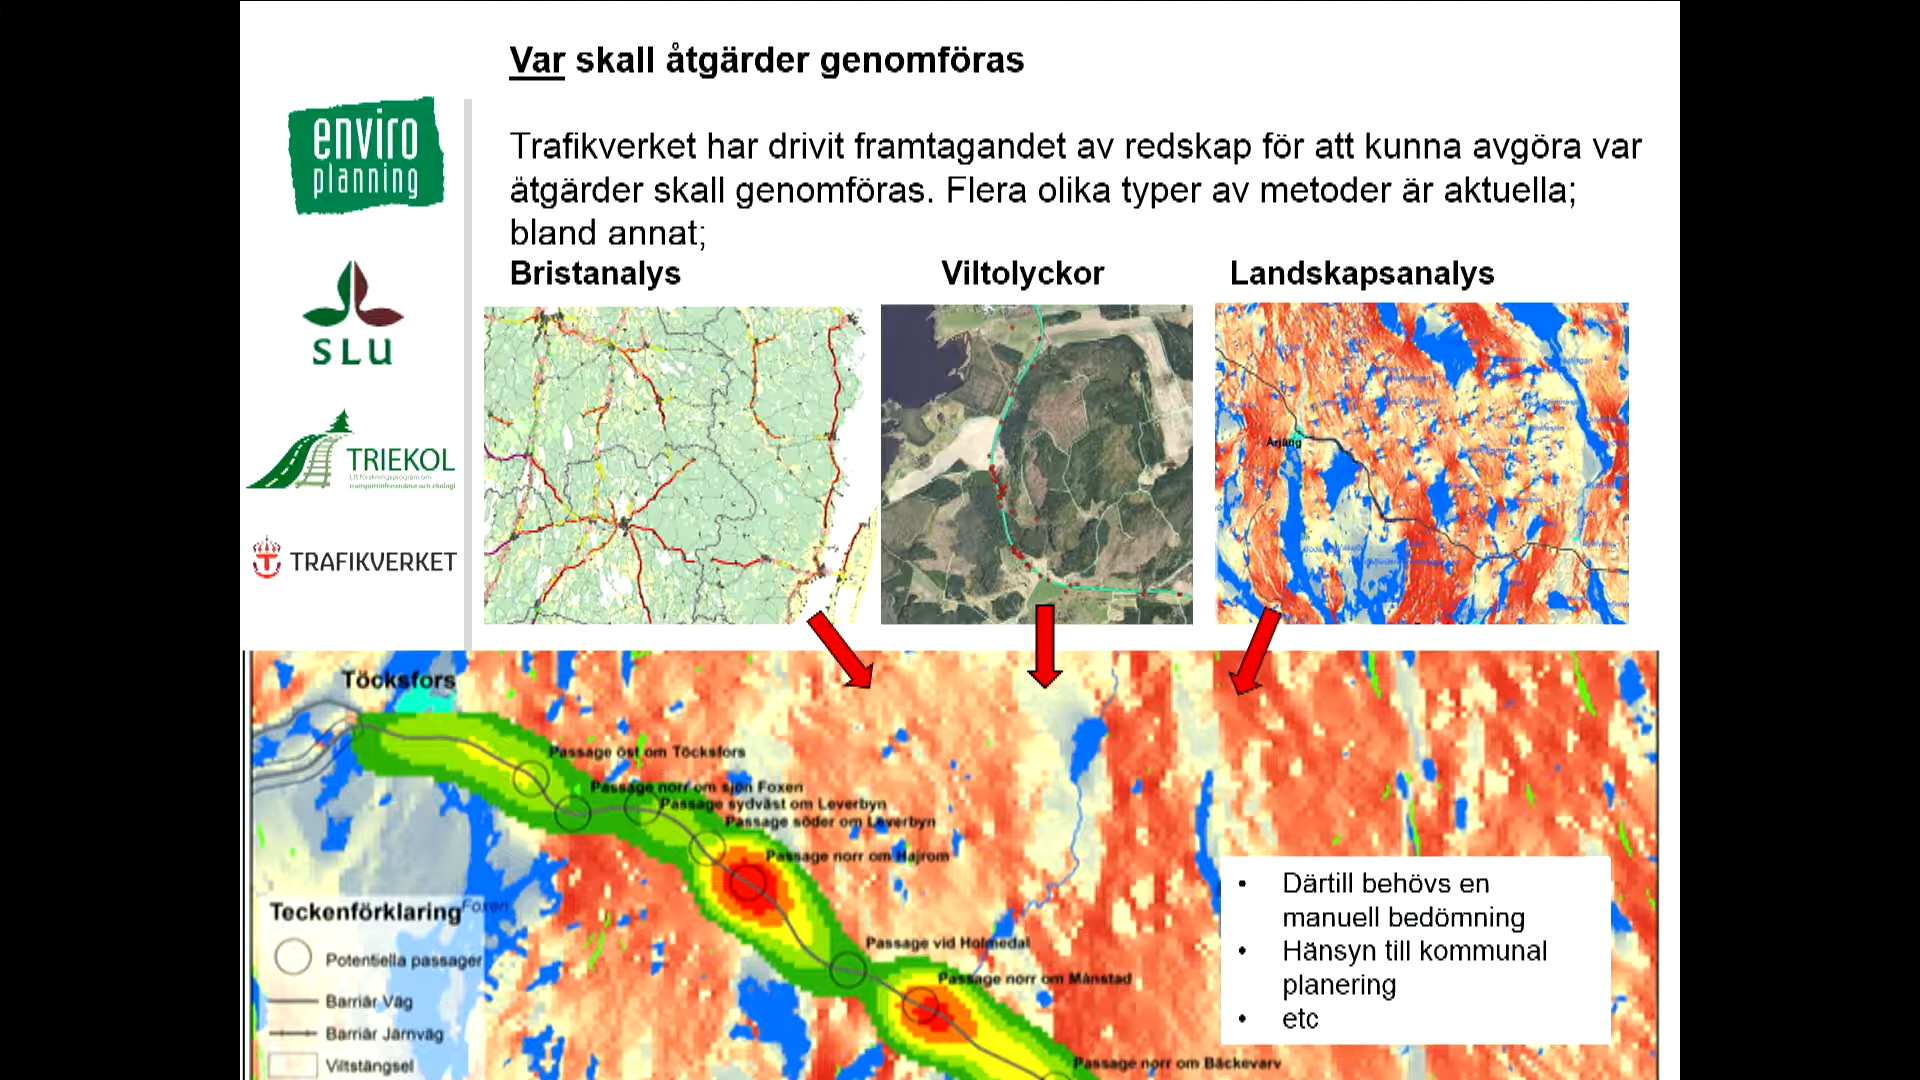 Var skall åtgärder genomföras
enviro
planning
SLU
TRIEKOL
TRAFIKVERKET
Trafikverket har drivit framtagandet av redskap för att kunna avgöra var
åtgärder skall genomföras. Flera olika typer av metoder är aktuella;
bland annat;
Bristanalys
Viltolyckor
Landskapsanalys
Årjäng
Töcksfors
Passage öst om Töcksfors
Passage norr om sjön Foxen
Passage sydväst om Leverbyn
Passage söder om Leverbyn
Passage norr om Hajrom
Passage vid Holmedal
Passage norr om Månstad
Passage norr om Bäckevarv
Foxen
Teckenförklaring
Potentiella passager
Barriär Väg
Barriär Järnväg
Viltstängsel
• Därtill behövs en
manuell bedömning
• Hänsyn till kommunal
planering
• etc